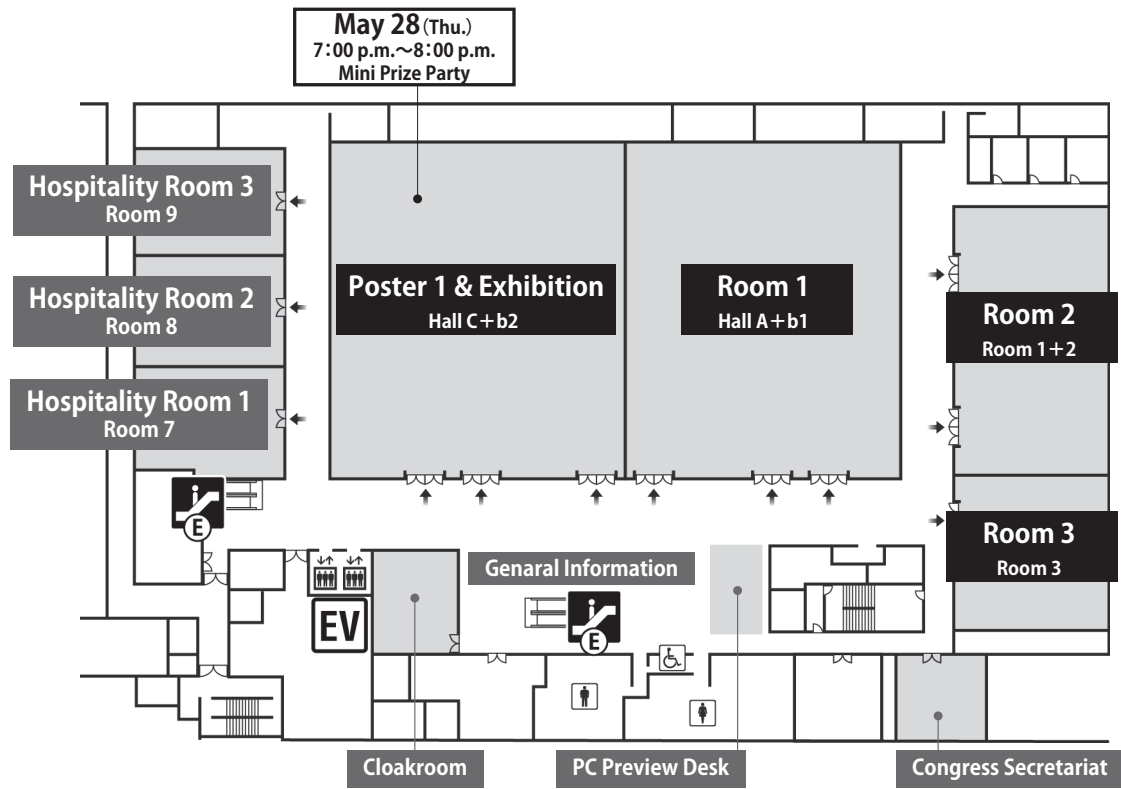 May 28(Thu.)
7:00 p.m.〜8:00 p.m.
Mini Prize Party
Hospitality Room 3
Room 9
Hospitality Room 2
Room 8
Hospitality Room 1
Room 7
Poster 1 & Exhibition
Hall C+b2
Room 1
Hall A+b1
Room 2
Room 1+2
Room 3
Room 3
E
EV
Genaral Information
E
Cloakroom
PC Preview Desk
Congress Secretariat